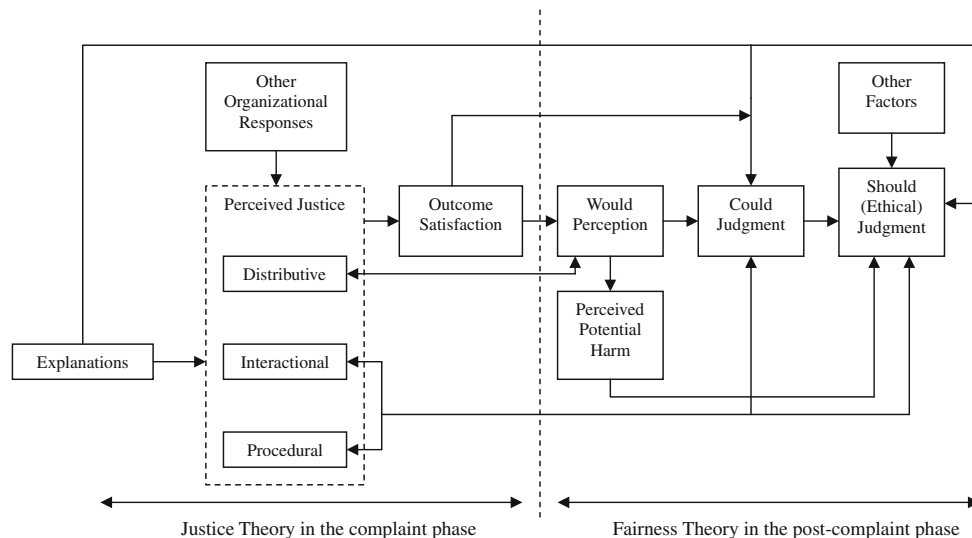 Other
Organizational
Responses
Other
Factors
Perceived Justice
Outcome
Satisfaction
Would
Perception
Could
Judgment
Should
(Ethical)
Judgment
Distributive
Perceived
Potential
Harm
Explanations
Interactional
Procedural
Justice Theory in the complaint phase
Fairness Theory in the post-complaint phase